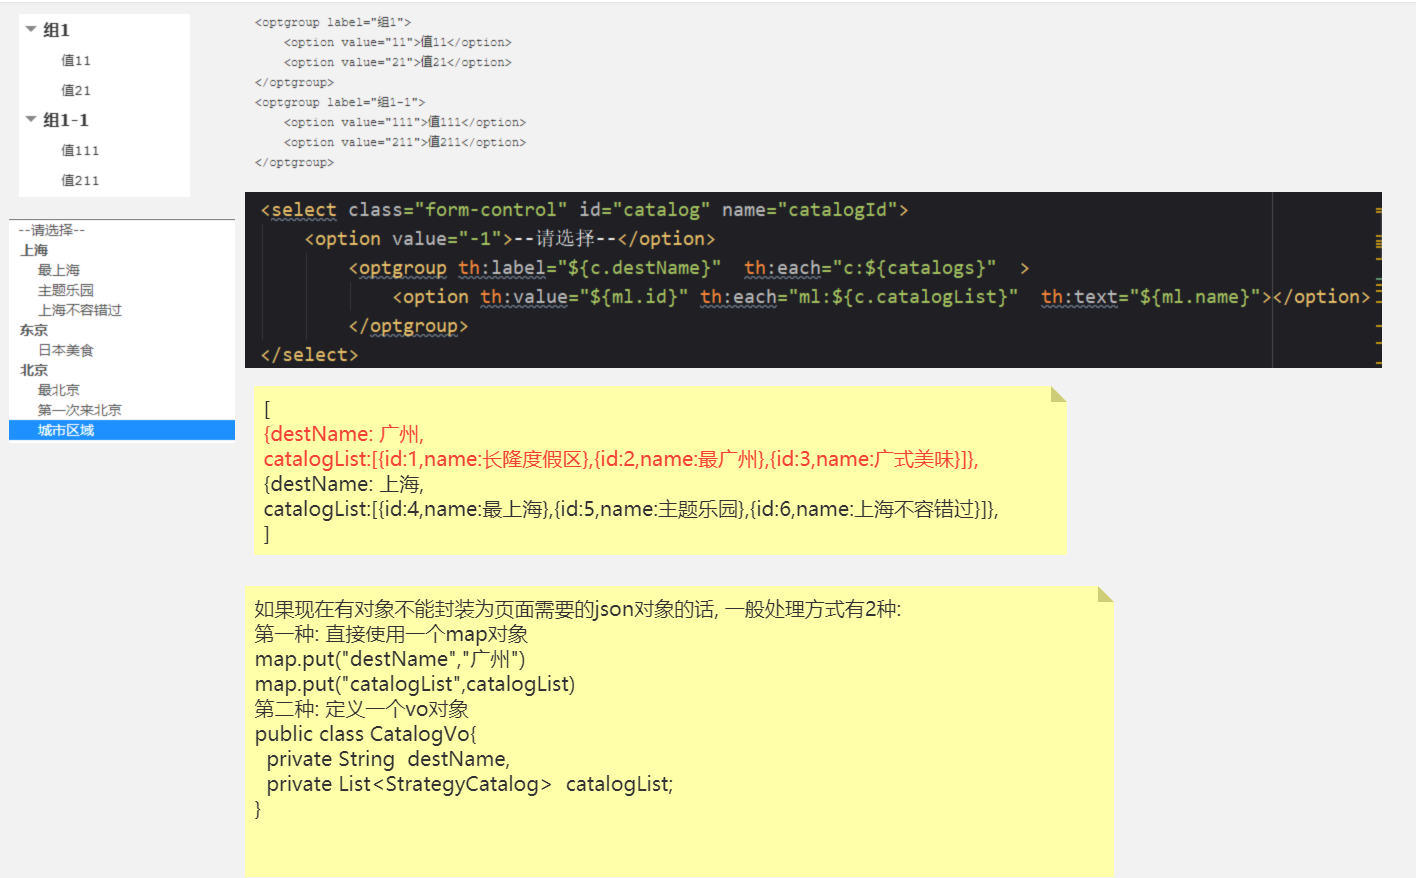 组1
值11
值21
组1-1
值111
值211
<optgroup label="组1">
<option value="11">值11</option>
<option value="21">值21</option>
</optgroup>
<optgroup label="组1-1">
<option value="111">值111</option>
<option value="211">值211</option>
</optgroup>
--请选择--
上海
最上海
主题乐园
上海不容错过
东京
日本美食
北京
最北京
第一次来北京
城市区域
<select class="form-control" id="catalog" name="catalogId">
<option value="-1">--请选择--</option>
<optgroup th:label="${c.destName}"  th:each="c:${catalogs}"  >
<option th:value="${ml.id}" th:each="ml:${c.catalogList}"  th:text="${ml.name}"></option>
</optgroup>
</select>
[
{destName: 广州,
catalogList:[{id:1,name:长隆度假区},{id:2,name:最广州},{id:3,name:广式美味}]},
{destName: 上海,
catalogList:[{id:4,name:最上海},{id:5,name:主题乐园},{id:6,name:上海不容错过}]},
]
如果现在有对象不能封装为页面需要的json对象的话, 一般处理方式有2种:
第一种: 直接使用一个map对象
map.put("destName","广州")
map.put("catalogList",catalogList)
第二种: 定义一个vo对象
public class CatalogVo{
private String  destName,
private List<StrategyCatalog>  catalogList;
}